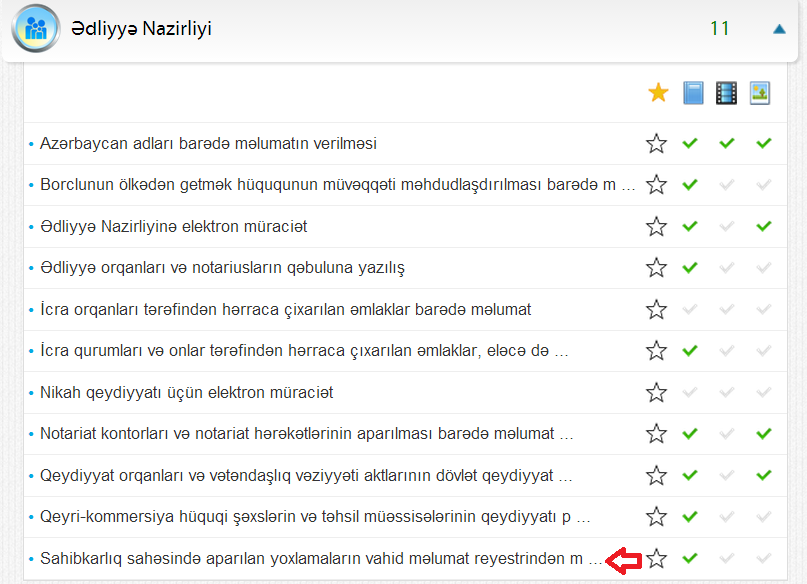 Ədliyyə Nazirliyi 11
• Azərbaycan adları barədə məlumatın verilməsi
• Borclunun ölkədən getmək hüququnun müvəqqəti məhdudlaşdırılması barədə m ...
• Ədliyyə Nazirliyinə elektron müraciət
• Ədliyyə orqanları və notariusların qəbuluna yazılış
• İcra orqanları tərəfindən hərraca çixarılan əmlaklar barədə məlumat
• İcra qurumları və onlar tərəfindən hərraca çıxarılan əmlaklar, eləcə də ...
• Nikah qeydiyyatı üçün elektron müraciət
• Notariat kontorları və notariat hərəkətlərinin aparılması barədə məlumat ...
• Qeydiyyat orqanları və vətəndaşlıq vəziyyəti aktlarının dövlət qeydiyyat ...
• Qeyri-kommersiya hüquqi şəxslərin və təhsil müəssisələrinin qeydiyyatı p ...
• Sahibkarlıq sahəsində aparılan yoxlamaların vahid məlumat reyestrindən m ...